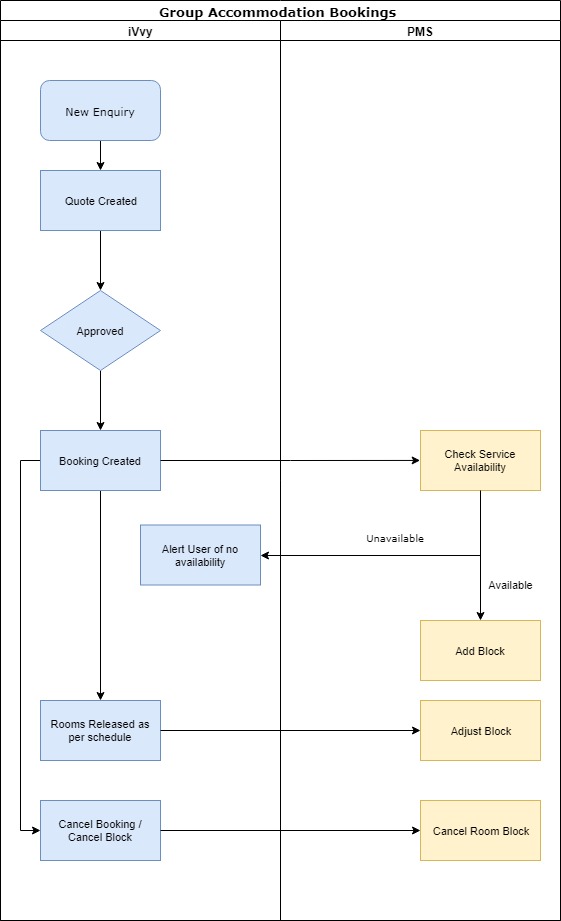 Group Accommodation Bookings
iVvy
PMS
New Enquiry
Quote Created
Approved
Booking Created
Check Service
Availability
Unavailable
Alert User of no
availability
Available
Add Block
Rooms Released as
per schedule
Adjust Block
Cancel Booking /
Cancel Block
Cancel Room Block